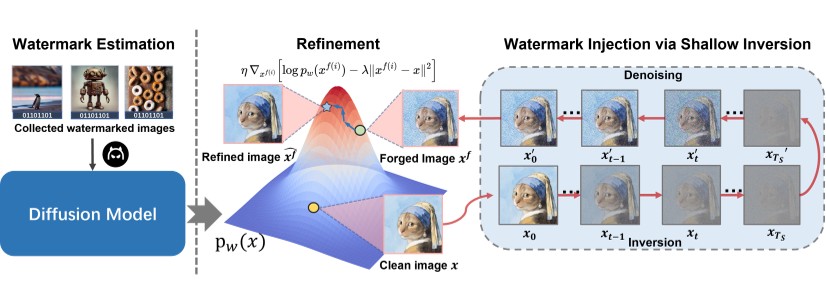 Watermark Estimation
01101101
01101101
01101101
Collected watermarked images
Diffusion Model
Refinement
η ∇_{x^{f(i)}} [log p_w(x^{f(i)}) − λ‖x^{f(i)} − x‖²]
Refined image \widehat{x^f}
Forged Image x^f
p_w(x)
Clean image x
Watermark Injection via Shallow Inversion
Denoising
...
...
x'_0
x'_{t−1}
x'_t
x_{T_S}'
...
...
x_0
x_{t−1}
x_t
x_{T_S}
Inversion